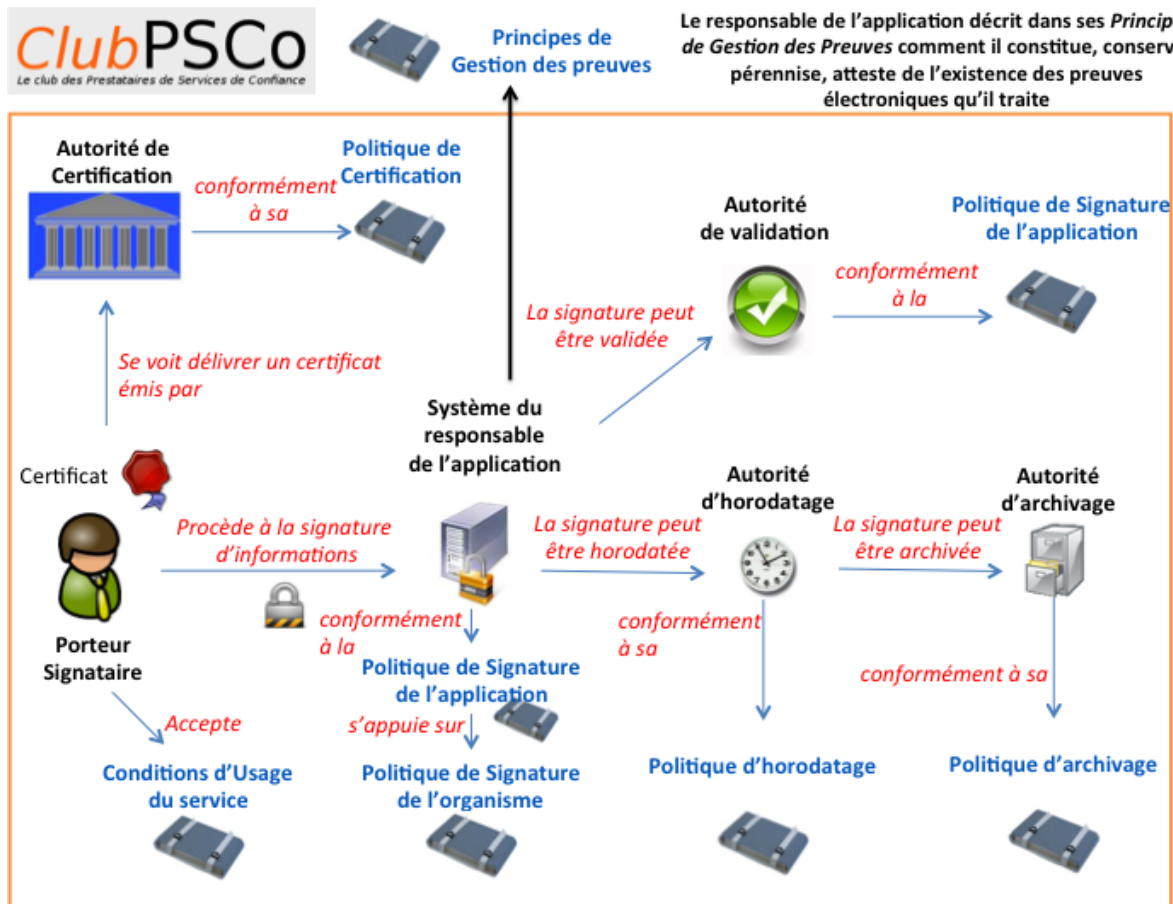 ClubPSCo
Le club des Prestataires de Services de Confiance
Principes de
Gestion des preuves
Le responsable de l'application décrit dans ses Princip
de Gestion des Preuves comment il constitue, conserv
pérennise, atteste de l'existence des preuves
électroniques qu'il traite
Autorité de
Certification
conformément
à sa
Politique de
Certification
Autorité
de validation
Politique de Signature
de l'application
conformément
à la
La signature peut
être validée
Se voit délivrer un certificat
émis par
Système du
responsable
de l'application
Certificat
Autorité
d'horodatage
Autorité
d'archivage
Procède à la signature
d'informations
La signature peut
être horodatée
La signature peut
être archivée
Porteur
Signataire
conformément
à la
conformément
à sa
conformément à sa
Politique de Signature
de l'application
Accepte
s'appuie sur
Conditions d'Usage
du service
Politique de Signature
de l'organisme
Politique d'horodatage
Politique d'archivage